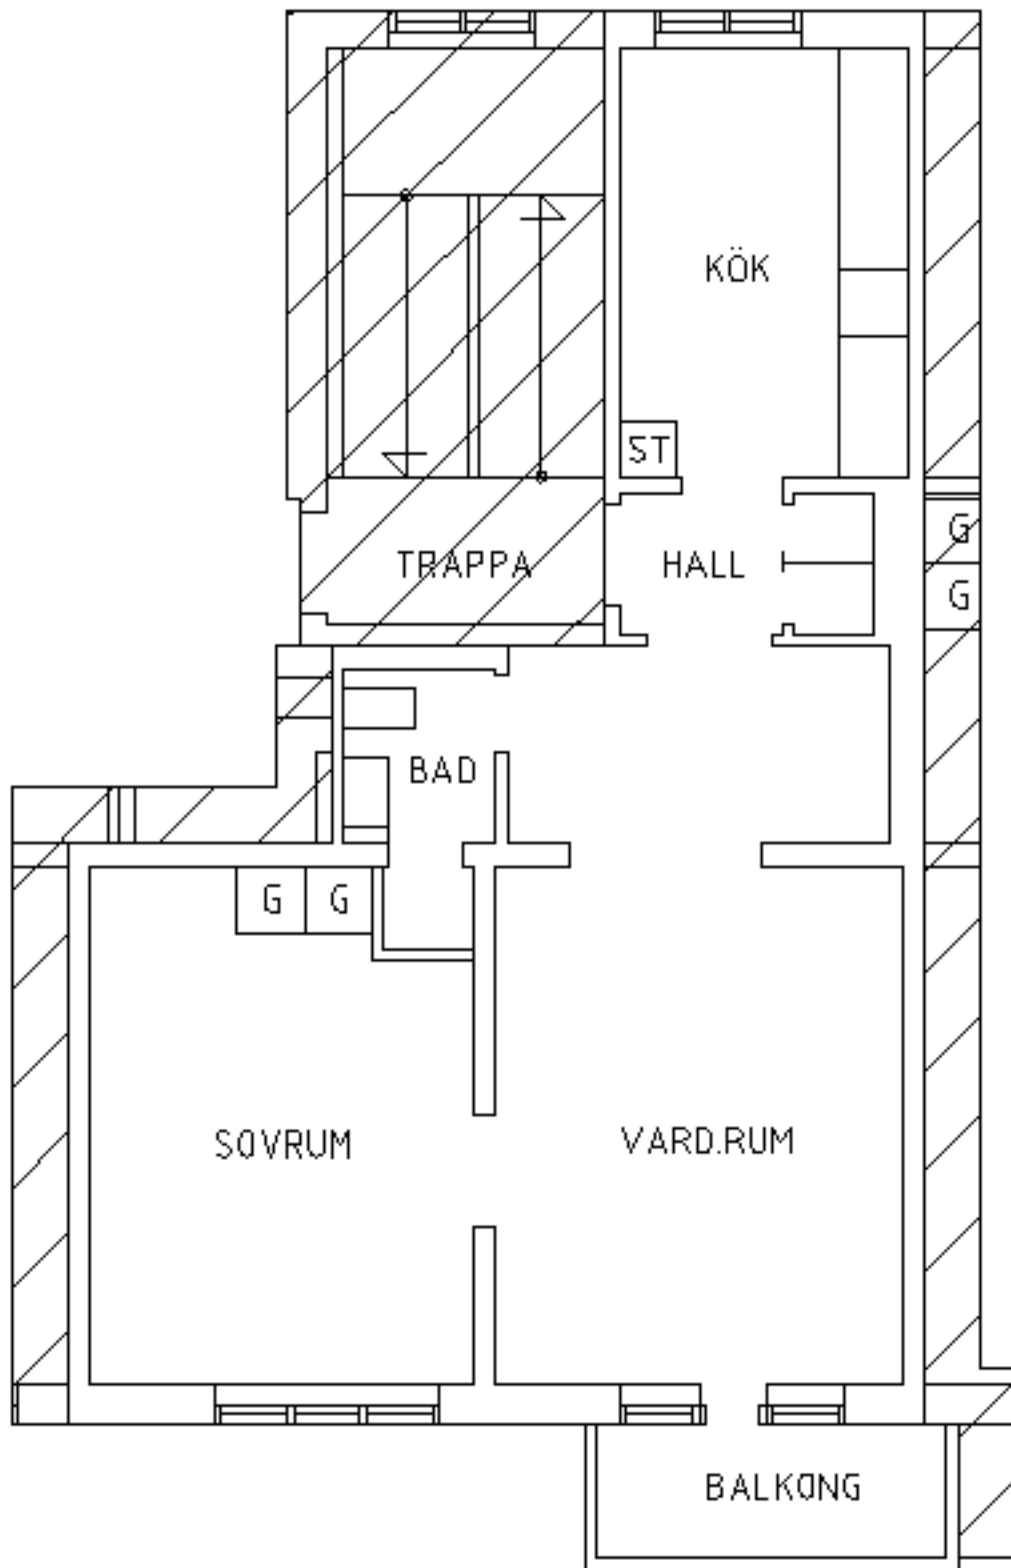 KÖK
ST
G
TRAPPA
HALL
G
BAD
G
G
SOVRUM
VARD.RUM
BALKONG